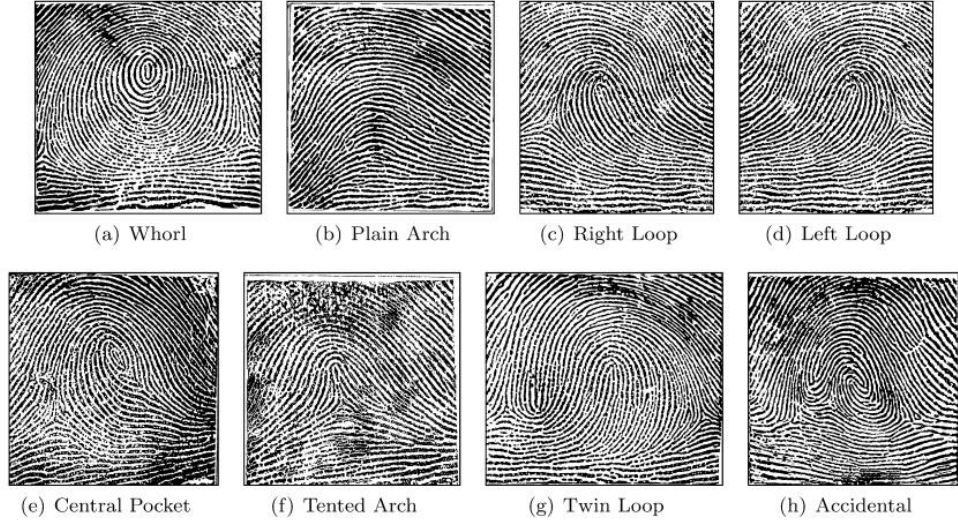 (a) Whorl
(b) Plain Arch
(c) Right Loop
(d) Left Loop
(e) Central Pocket
(f) Tented Arch
(g) Twin Loop
(h) Accidental